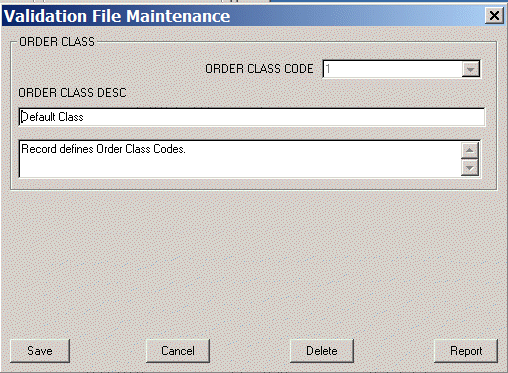 Validation File Maintenance
ORDER CLASS
ORDER CLASS CODE 1
ORDER CLASS DESC
Default Class
Record defines Order Class Codes.
Save Cancel Delete Report